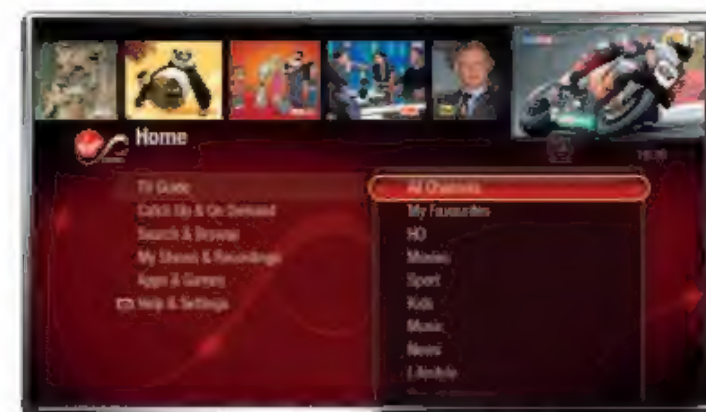 Home
TV Guide
Catch Up & On Demand
Search & Browse
My Shows & Recordings
Apps & Games
Help & Settings
All Channels
My Favourites
HD
Movies
Sport
Kids
Music
News
Lifestyle